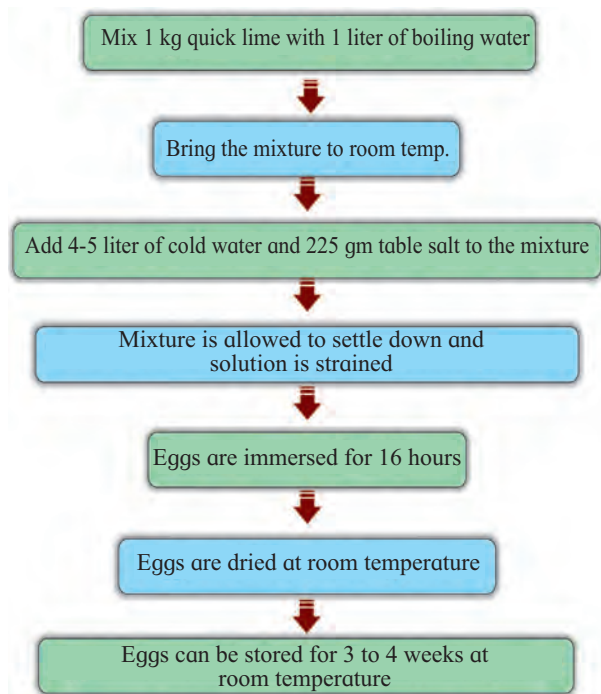 Mix 1 kg quick lime with 1 liter of boiling water
Bring the mixture to room temp.
Add 4-5 liter of cold water and 225 gm table salt to the mixture
Mixture is allowed to settle down and
solution is strained
Eggs are immersed for 16 hours
Eggs are dried at room temperature
Eggs can be stored for 3 to 4 weeks at
room temperature